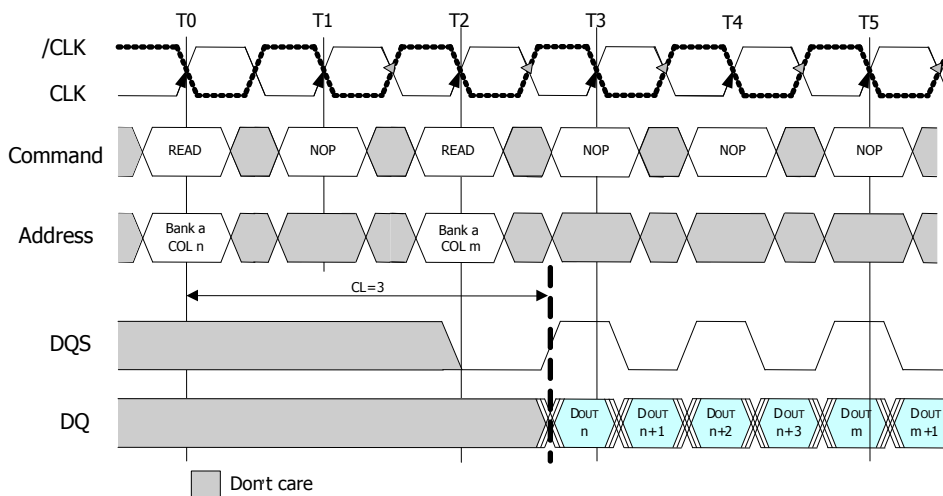 T0 T1 T2 T3 T4 T5
/CLK
CLK
Command READ NOP READ NOP NOP NOP
Address Bank a COL n Bank a COL m
CL=3
DQS
DQ DOUT n DOUT n+1 DOUT n+2 DOUT n+3 DOUT m DOUT m+1
Don't care